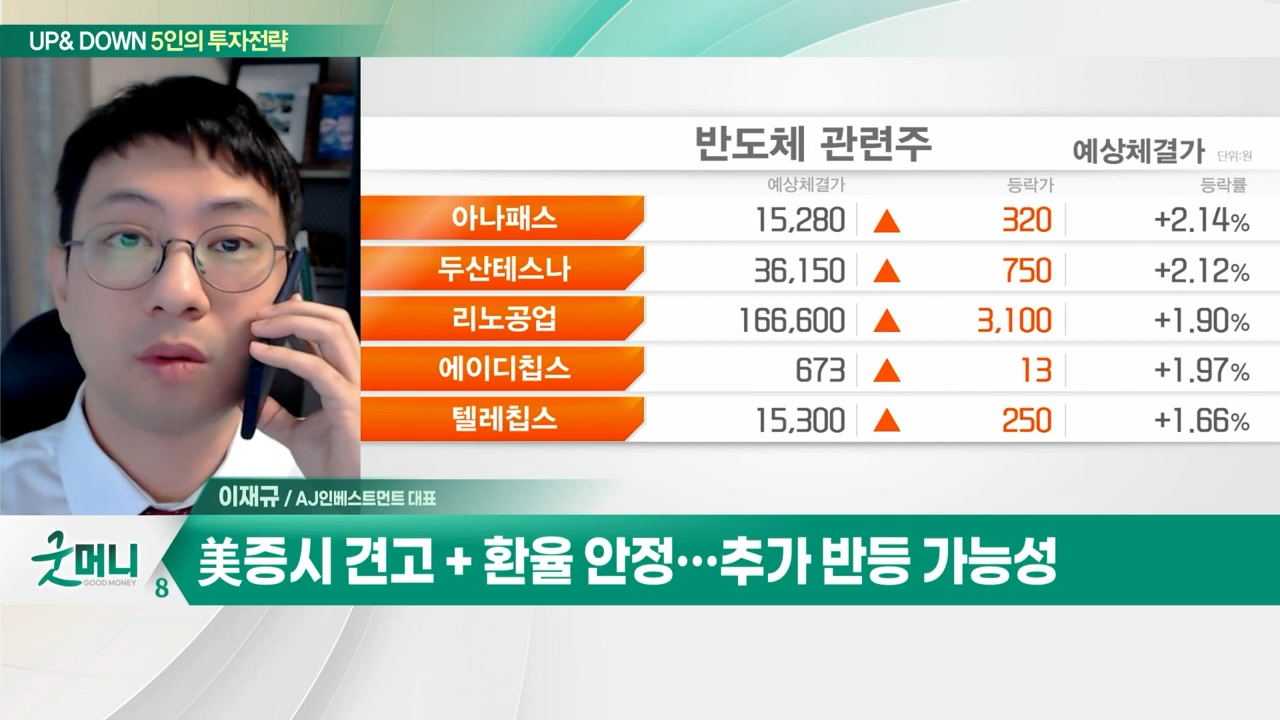 UP& DOWN 5인의 투자전략
반도체 관련주
예상체결가 단위:원
예상체결가 등락가 등락률
아나패스 15,280 ▲ 320 +2.14%
두산테스나 36,150 ▲ 750 +2.12%
리노공업 166,600 ▲ 3,100 +1.90%
에이디칩스 673 ▲ 13 +1.97%
텔레칩스 15,300 ▲ 250 +1.66%
이재규 / AJ인베스트먼트 대표
굿머니
GOOD MONEY
8
美증시 견고 + 환율 안정…추가 반등 가능성